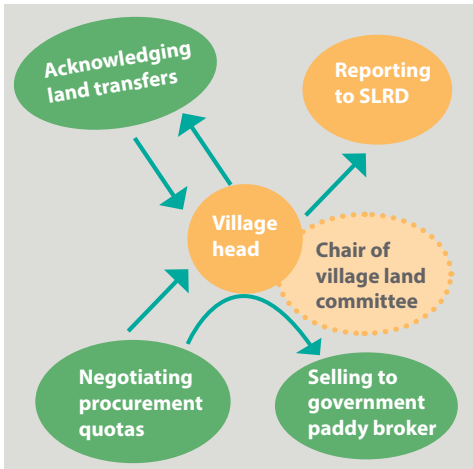 Acknowledging
land transfers
Reporting
to SLRD
Village
head
Chair of
village land
committee
Negotiating
procurement
quotas
Selling to
government
paddy broker